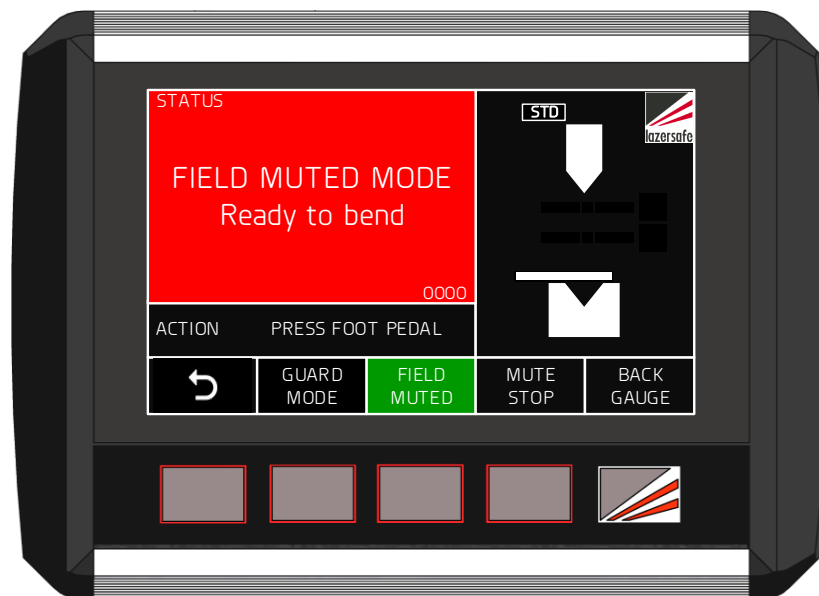 STATUS
FIELD MUTED MODE
Ready to bend
0000
ACTION PRESS FOOT PEDAL
STD
lazersafe
GUARD
MODE
FIELD
MUTED
MUTE
STOP
BACK
GAUGE